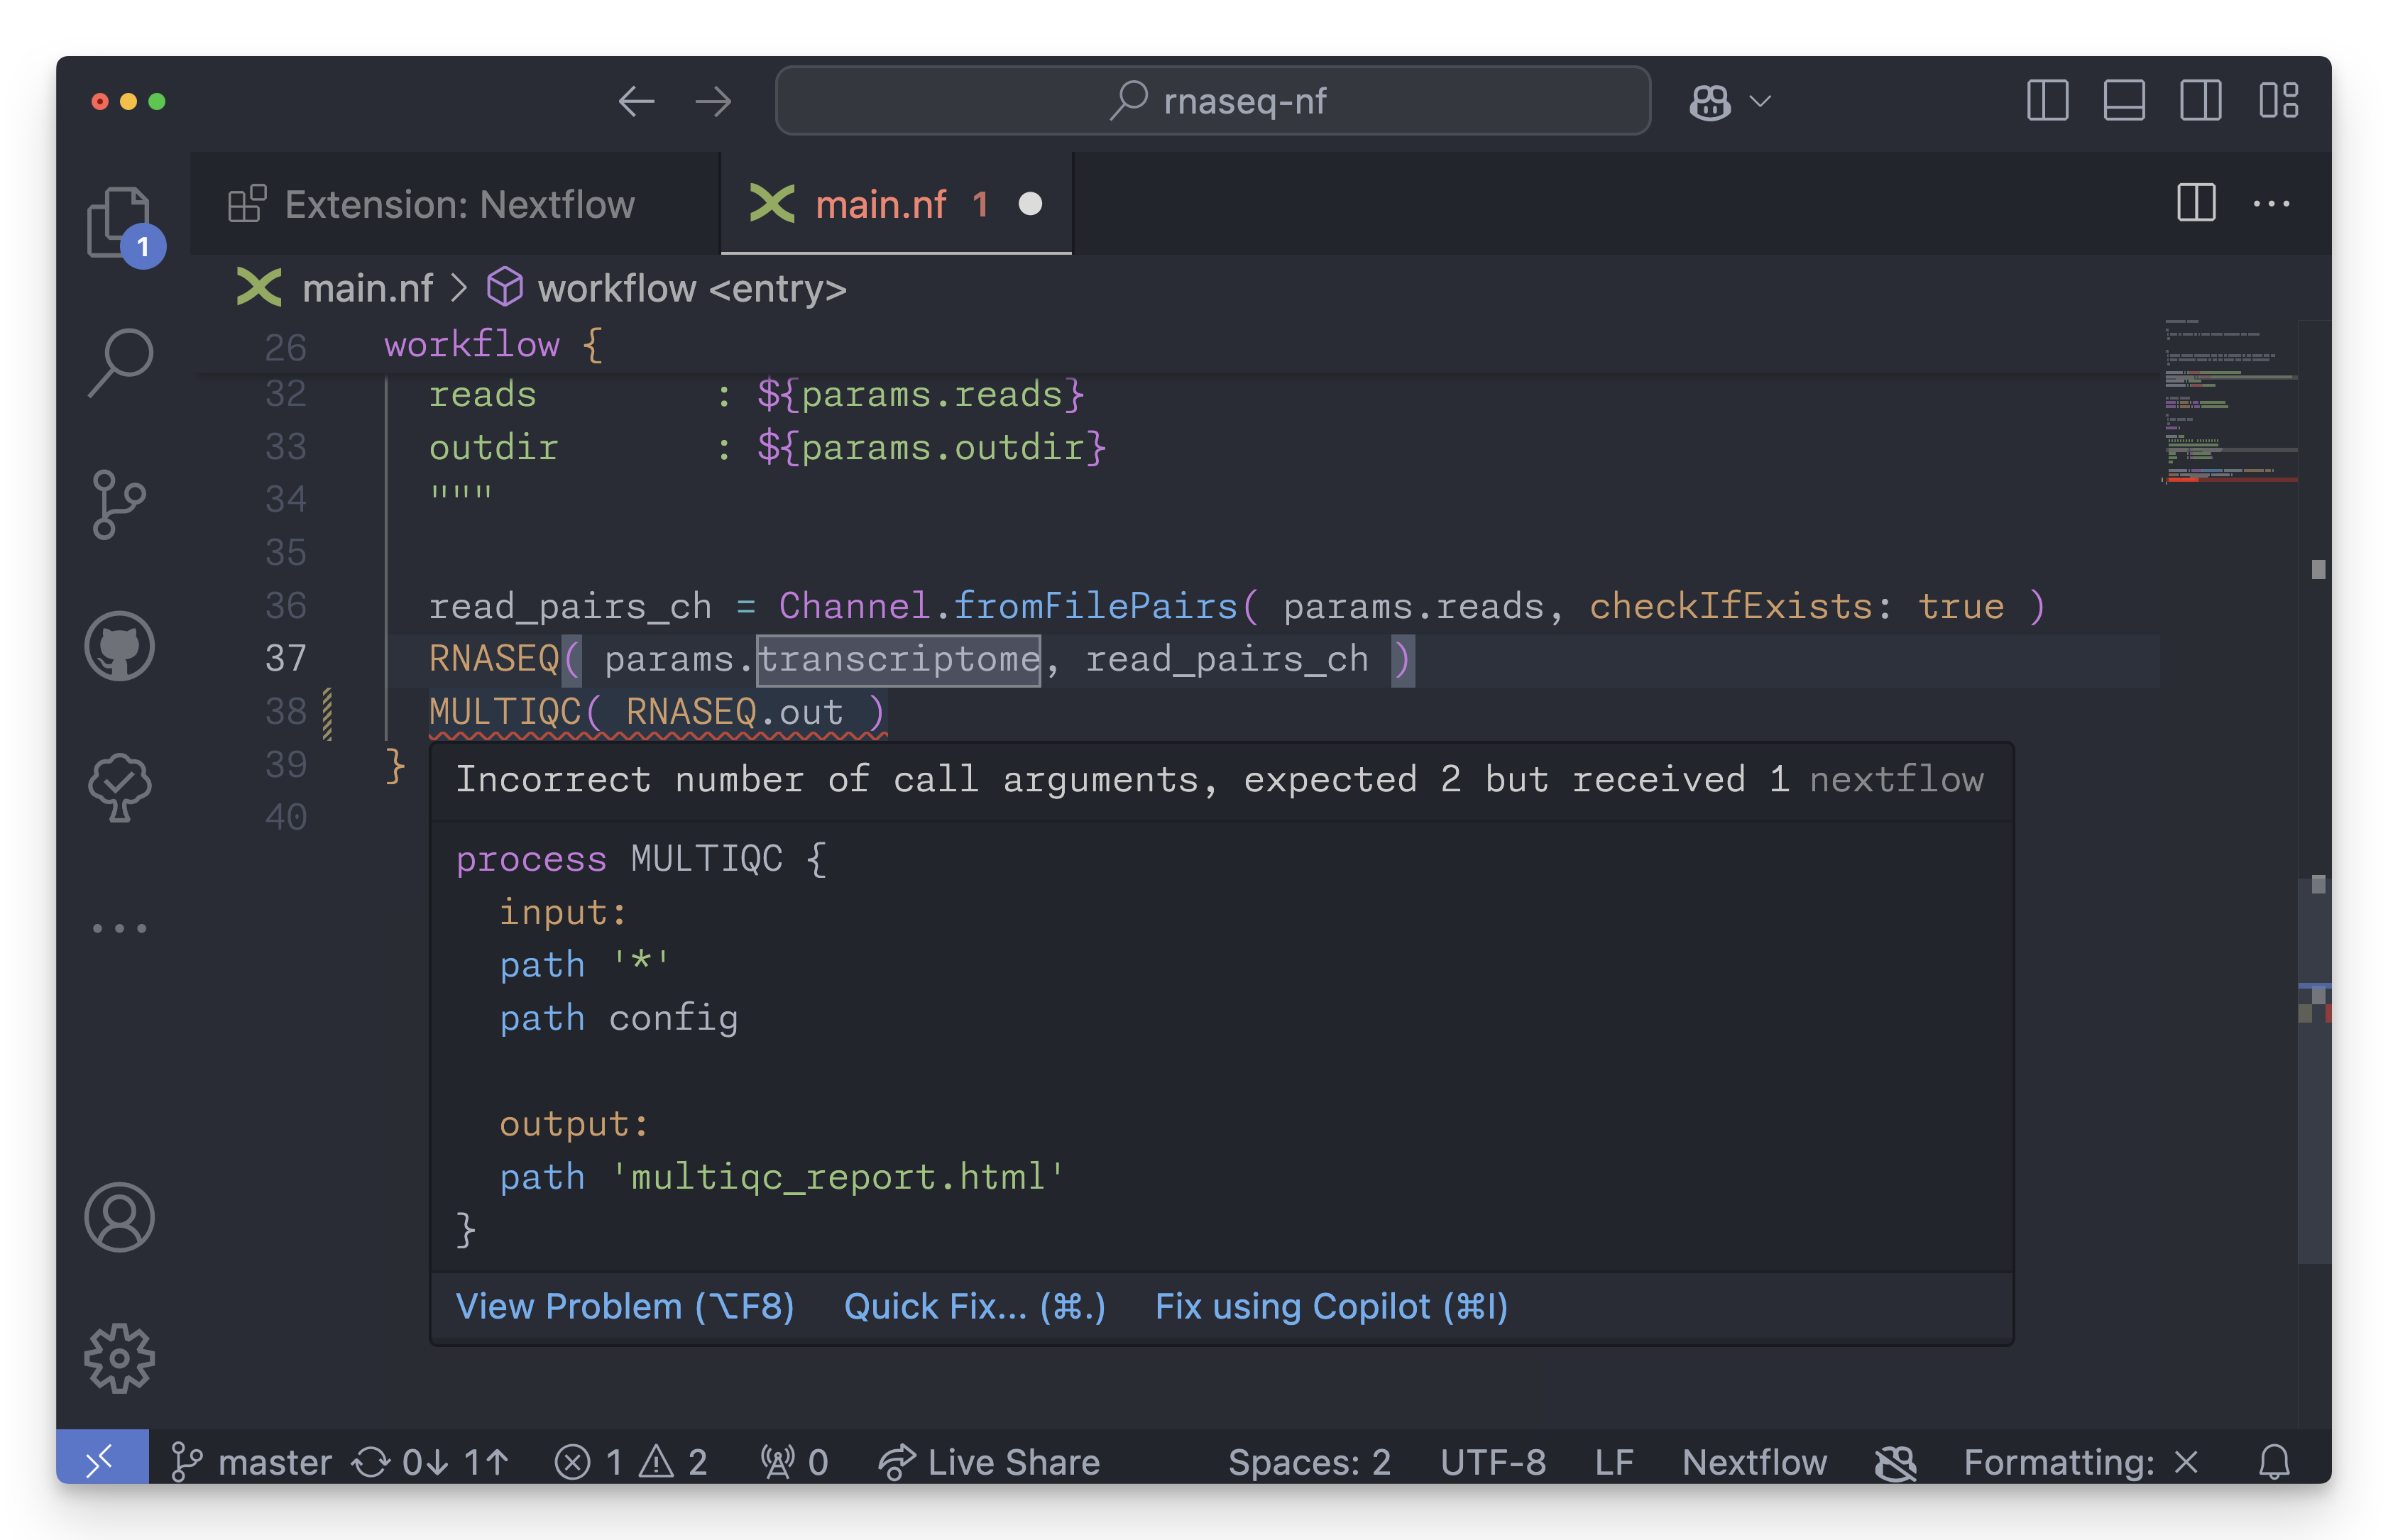 rnaseq-nf
Extension: Nextflow
main.nf 1
1
main.nf > workflow <entry>
26 workflow {
32 reads : ${params.reads}
33 outdir : ${params.outdir}
34 """
35
36 read_pairs_ch = Channel.fromFilePairs( params.reads, checkIfExists: true )
37 RNASEQ( params.transcriptome, read_pairs_ch )
38 MULTIQC( RNASEQ.out )
39 }
40
Incorrect number of call arguments, expected 2 but received 1 nextflow
process MULTIQC {
input:
path '*'
path config
output:
path 'multiqc_report.html'
}
View Problem (⌥F8) Quick Fix... (⌘.) Fix using Copilot (⌘I)
master 0↓ 1↑ 1 2 0 Live Share Spaces: 2 UTF-8 LF Nextflow Formatting: ×